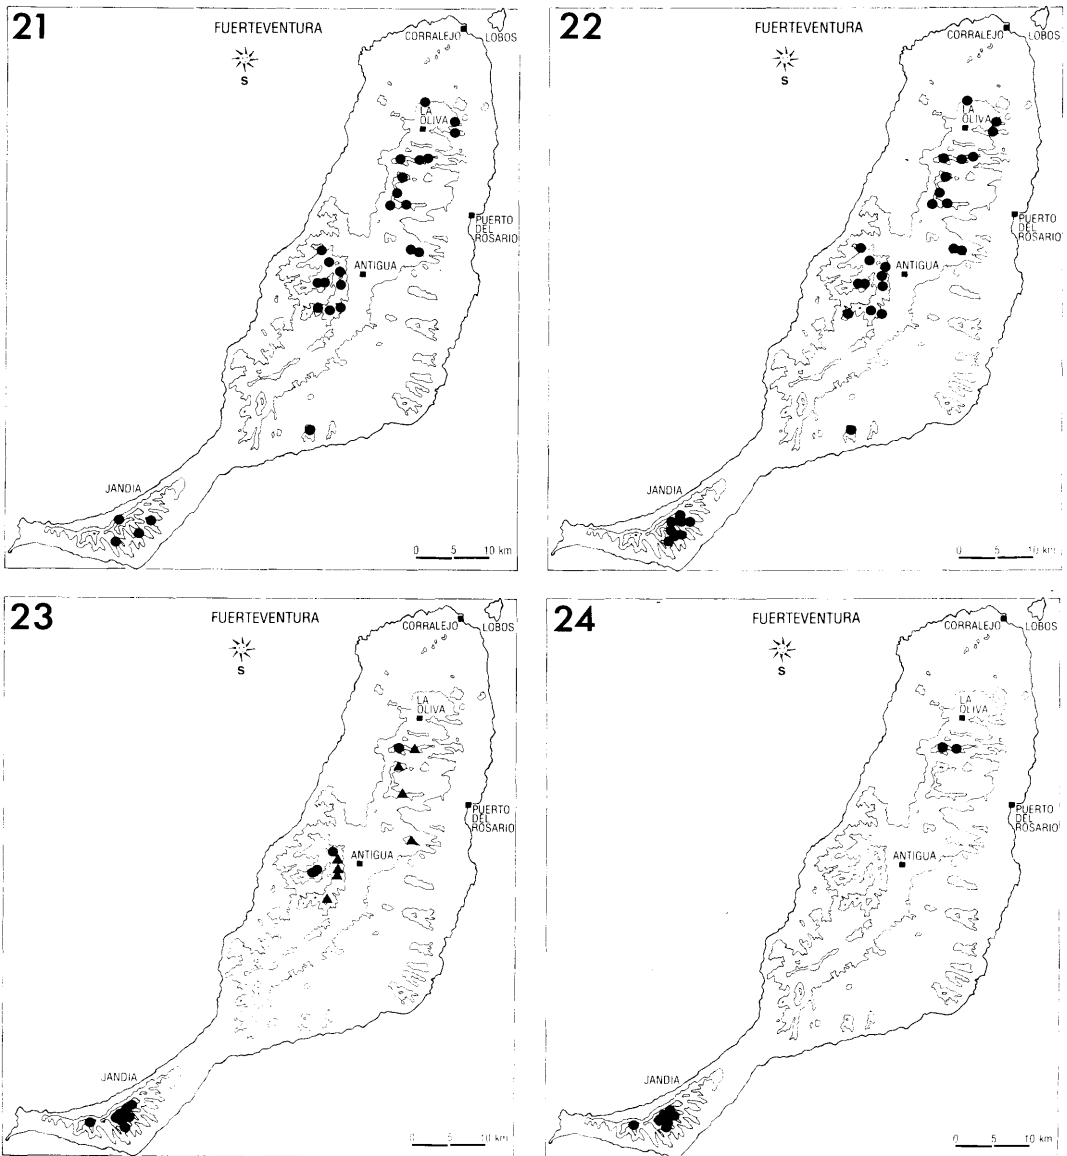 21
FUERTEVENTURA
S
CORRALEJO
LOBOS
LA
OLIVA
PUERTO
DEL
ROSARIO
ANTIGUA
JANDIA
0 5 10 km
22
FUERTEVENTURA
S
CORRALEJO
LOBOS
LA
OLIVA
PUERTO
DEL
ROSARIO
ANTIGUA
JANDIA
0 5 10 km
23
FUERTEVENTURA
S
CORRALEJO
LOBOS
LA
OLIVA
PUERTO
DEL
ROSARIO
ANTIGUA
JANDIA
0 5 10 km
24
FUERTEVENTURA
S
CORRALEJO
LOBOS
LA
OLIVA
PUERTO
DEL
ROSARIO
ANTIGUA
JANDIA
0 5 10 km